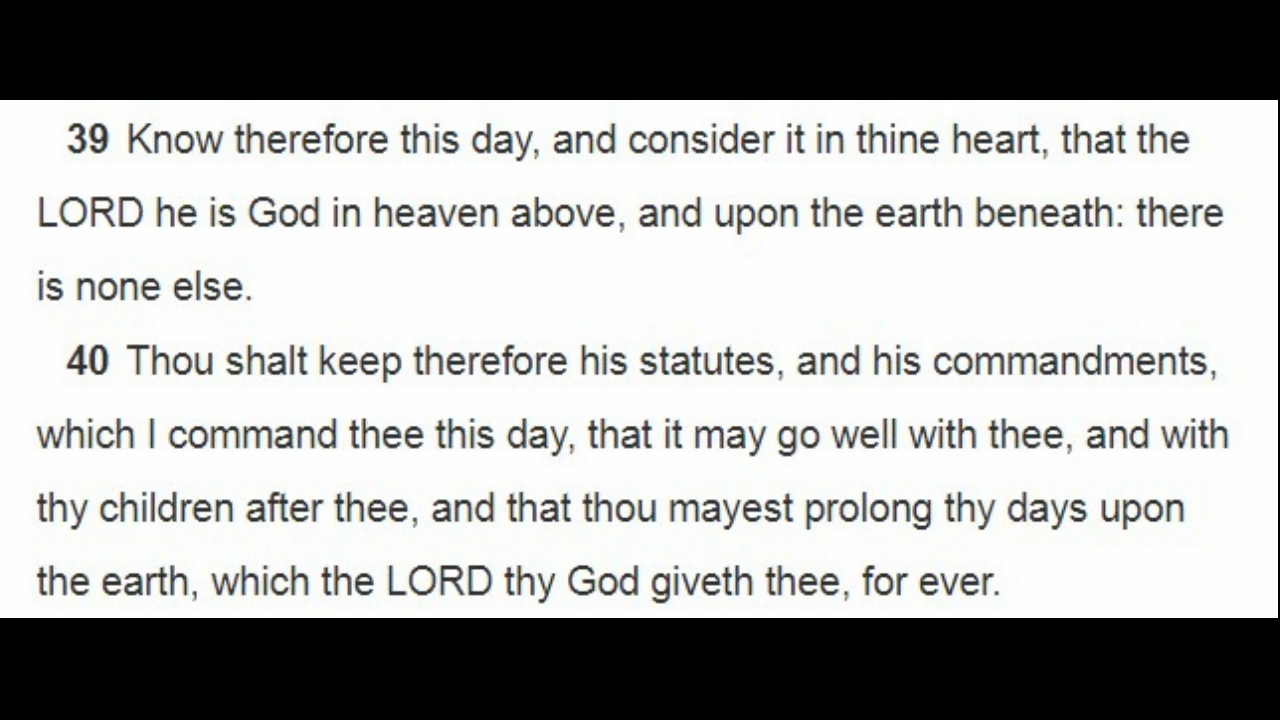 39 Know therefore this day, and consider it in thine heart, that the
LORD he is God in heaven above, and upon the earth beneath: there
is none else.
40 Thou shalt keep therefore his statutes, and his commandments,
which I command thee this day, that it may go well with thee, and with
thy children after thee, and that thou mayest prolong thy days upon
the earth, which the LORD thy God giveth thee, for ever.